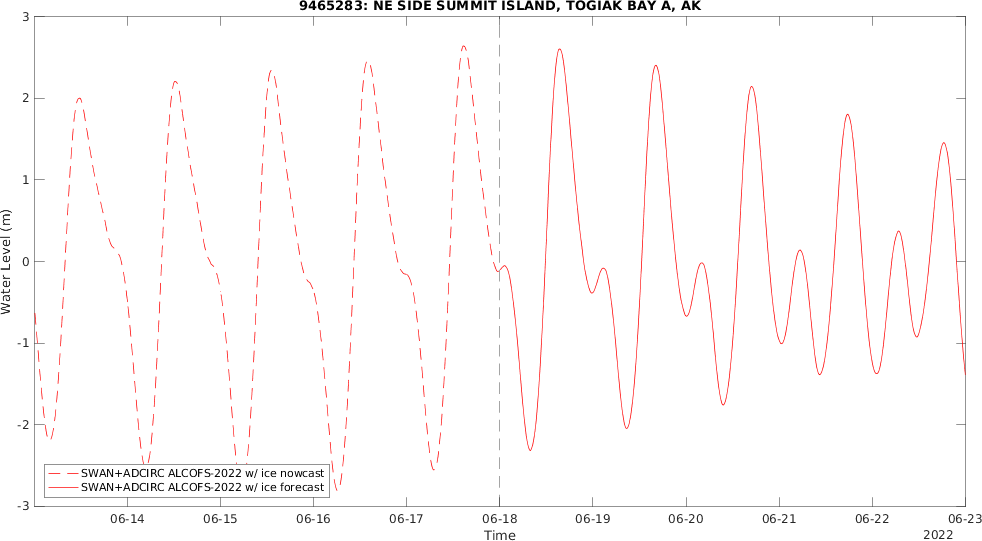 9465283: NE SIDE SUMMIT ISLAND, TOGIAK BAY A, AK
3
2
1
0
-1
-2
-3
Water Level (m)
SWAN+ADCIRC ALCOFS-2022 w/ ice nowcast
SWAN+ADCIRC ALCOFS-2022 w/ ice forecast
06-14 06-15 06-16 06-17 06-18 06-19 06-20 06-21 06-22 06-23
Time 2022